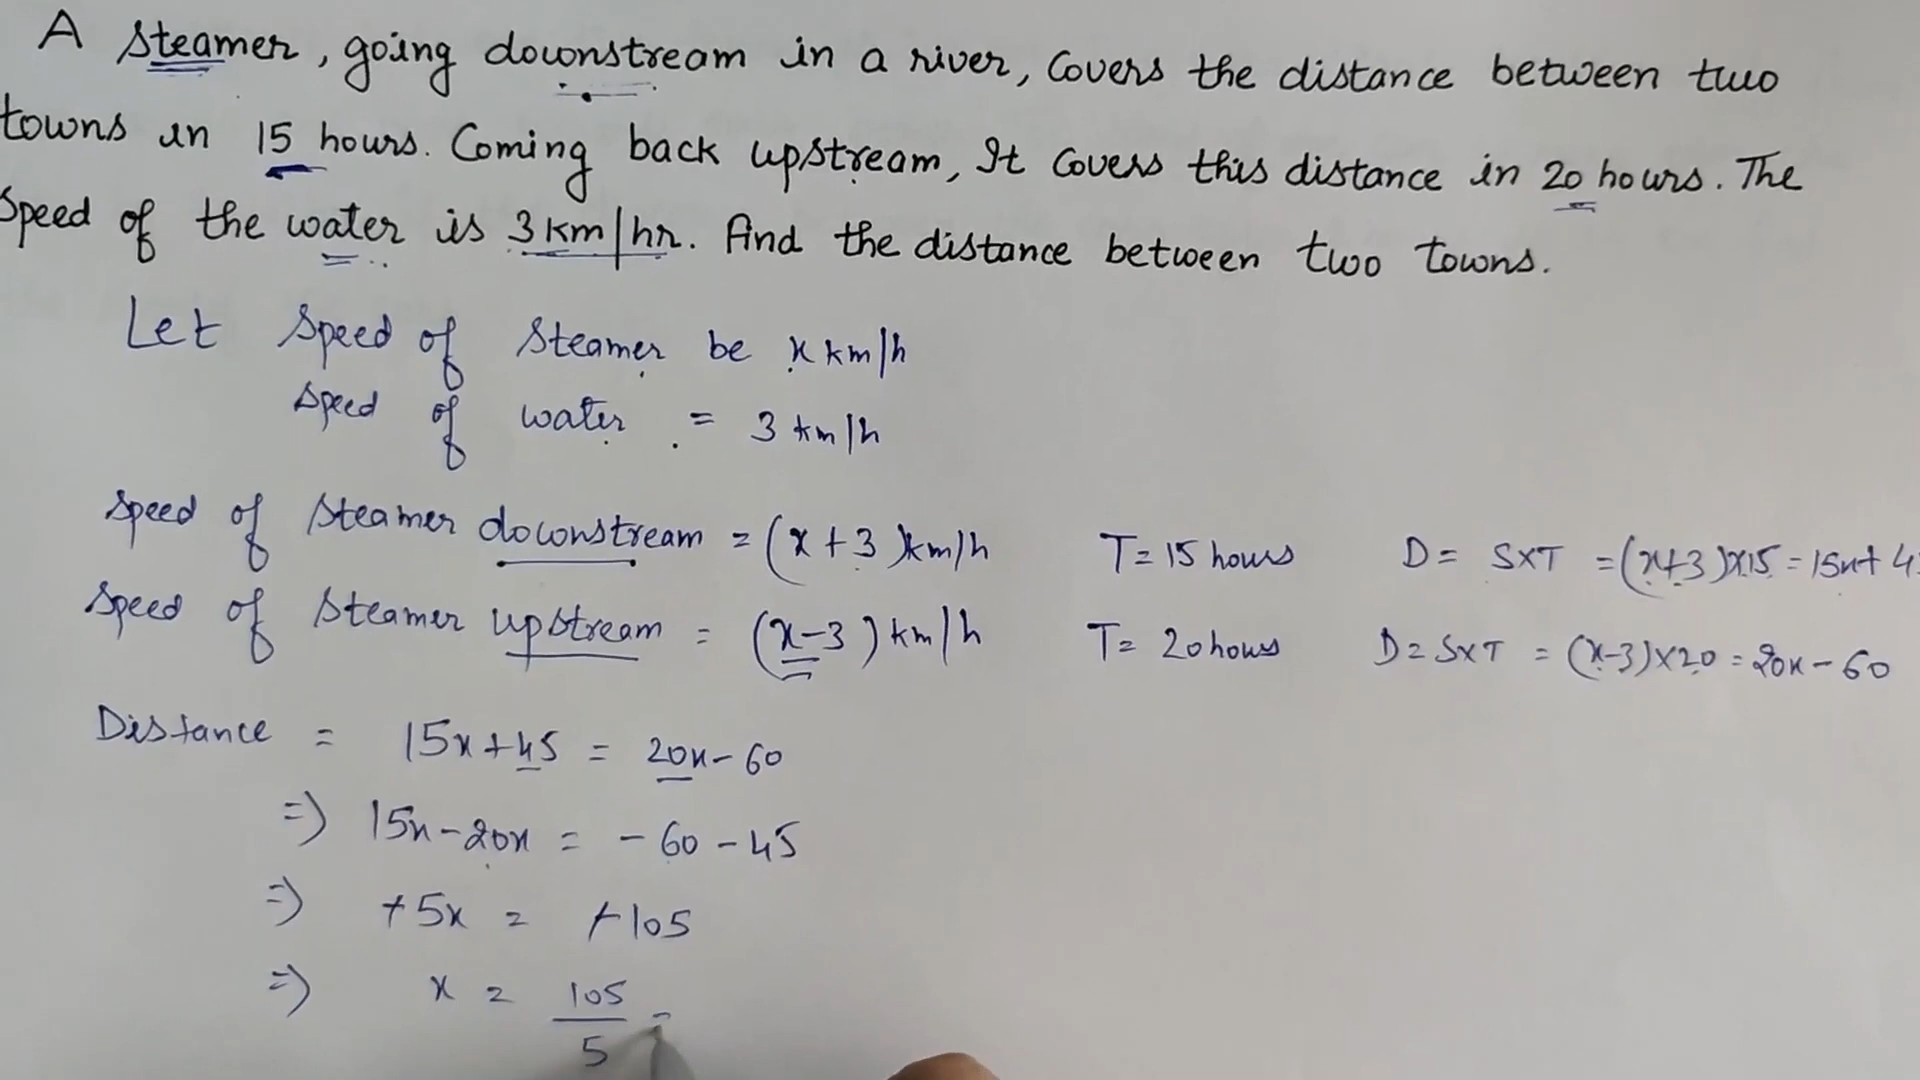 A steamer, going downstream in a river, covers the distance between two
towns in 15 hours. Coming back upstream, It covers this distance in 20 hours. The
speed of the water is 3 km/hr. Find the distance between two towns.
Let speed of steamer be x km/h
speed of water = 3 km/h
speed of steamer downstream = (x+3)km/h T= 15 hours D= S×T =(x+3)×15=15x+4
speed of steamer upstream = (x-3)km/h T= 20hours D=S×T = (x-3)×20=20x-60
Distance = 15x+45 = 20x-60
=) 15x-20x = -60-45
=) +5x = +105
=) x = 105/5 =